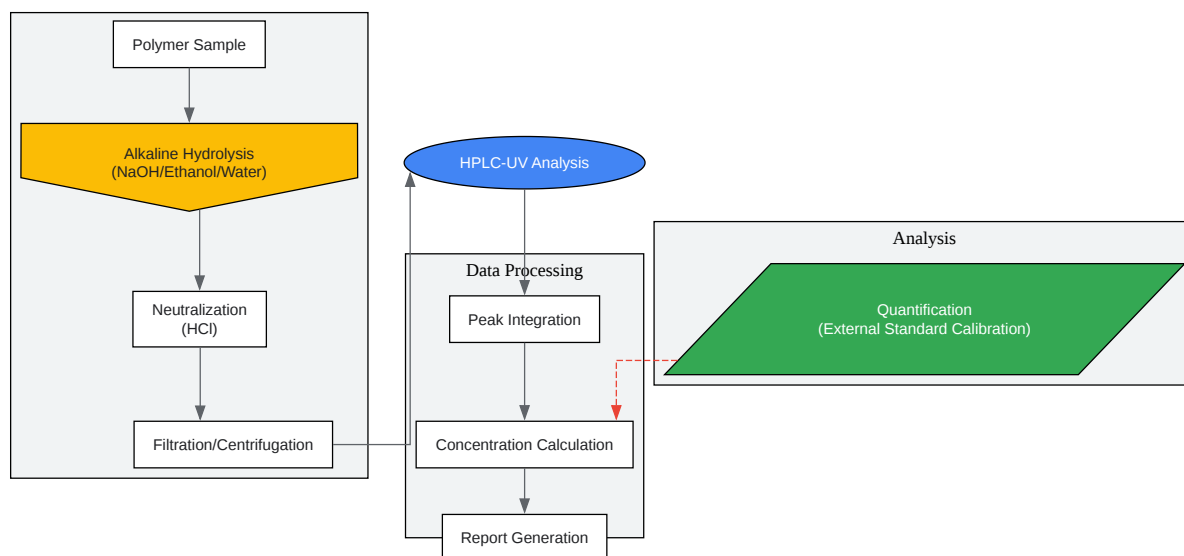 Polymer Sample
Alkaline Hydrolysis
(NaOH/Ethanol/Water)
Neutralization
(HCl)
Filtration/Centrifugation
HPLC-UV Analysis
Data Processing
Peak Integration
Concentration Calculation
Report Generation
Analysis
Quantification
(External Standard Calibration)